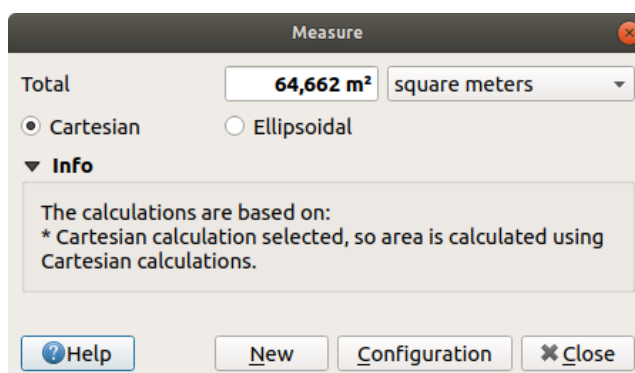 Measure
Total 64,662 m² square meters
Cartesian Ellipsoidal
Info
The calculations are based on:
* Cartesian calculation selected, so area is calculated using
Cartesian calculations.
Help New Configuration Close